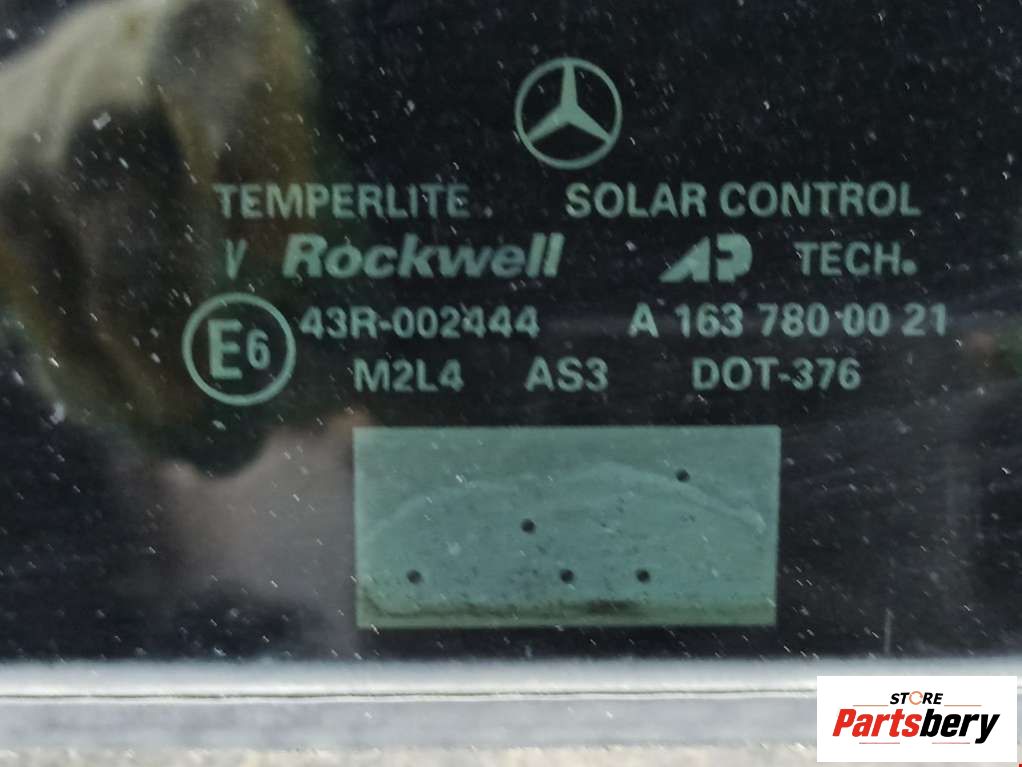 TEMPERLITE. SOLAR CONTROL
V Rockwell AP TECH.
E6 43R-002444 A 163 780 00 21
M2L4 AS3 DOT-376
STORE
Partsbery